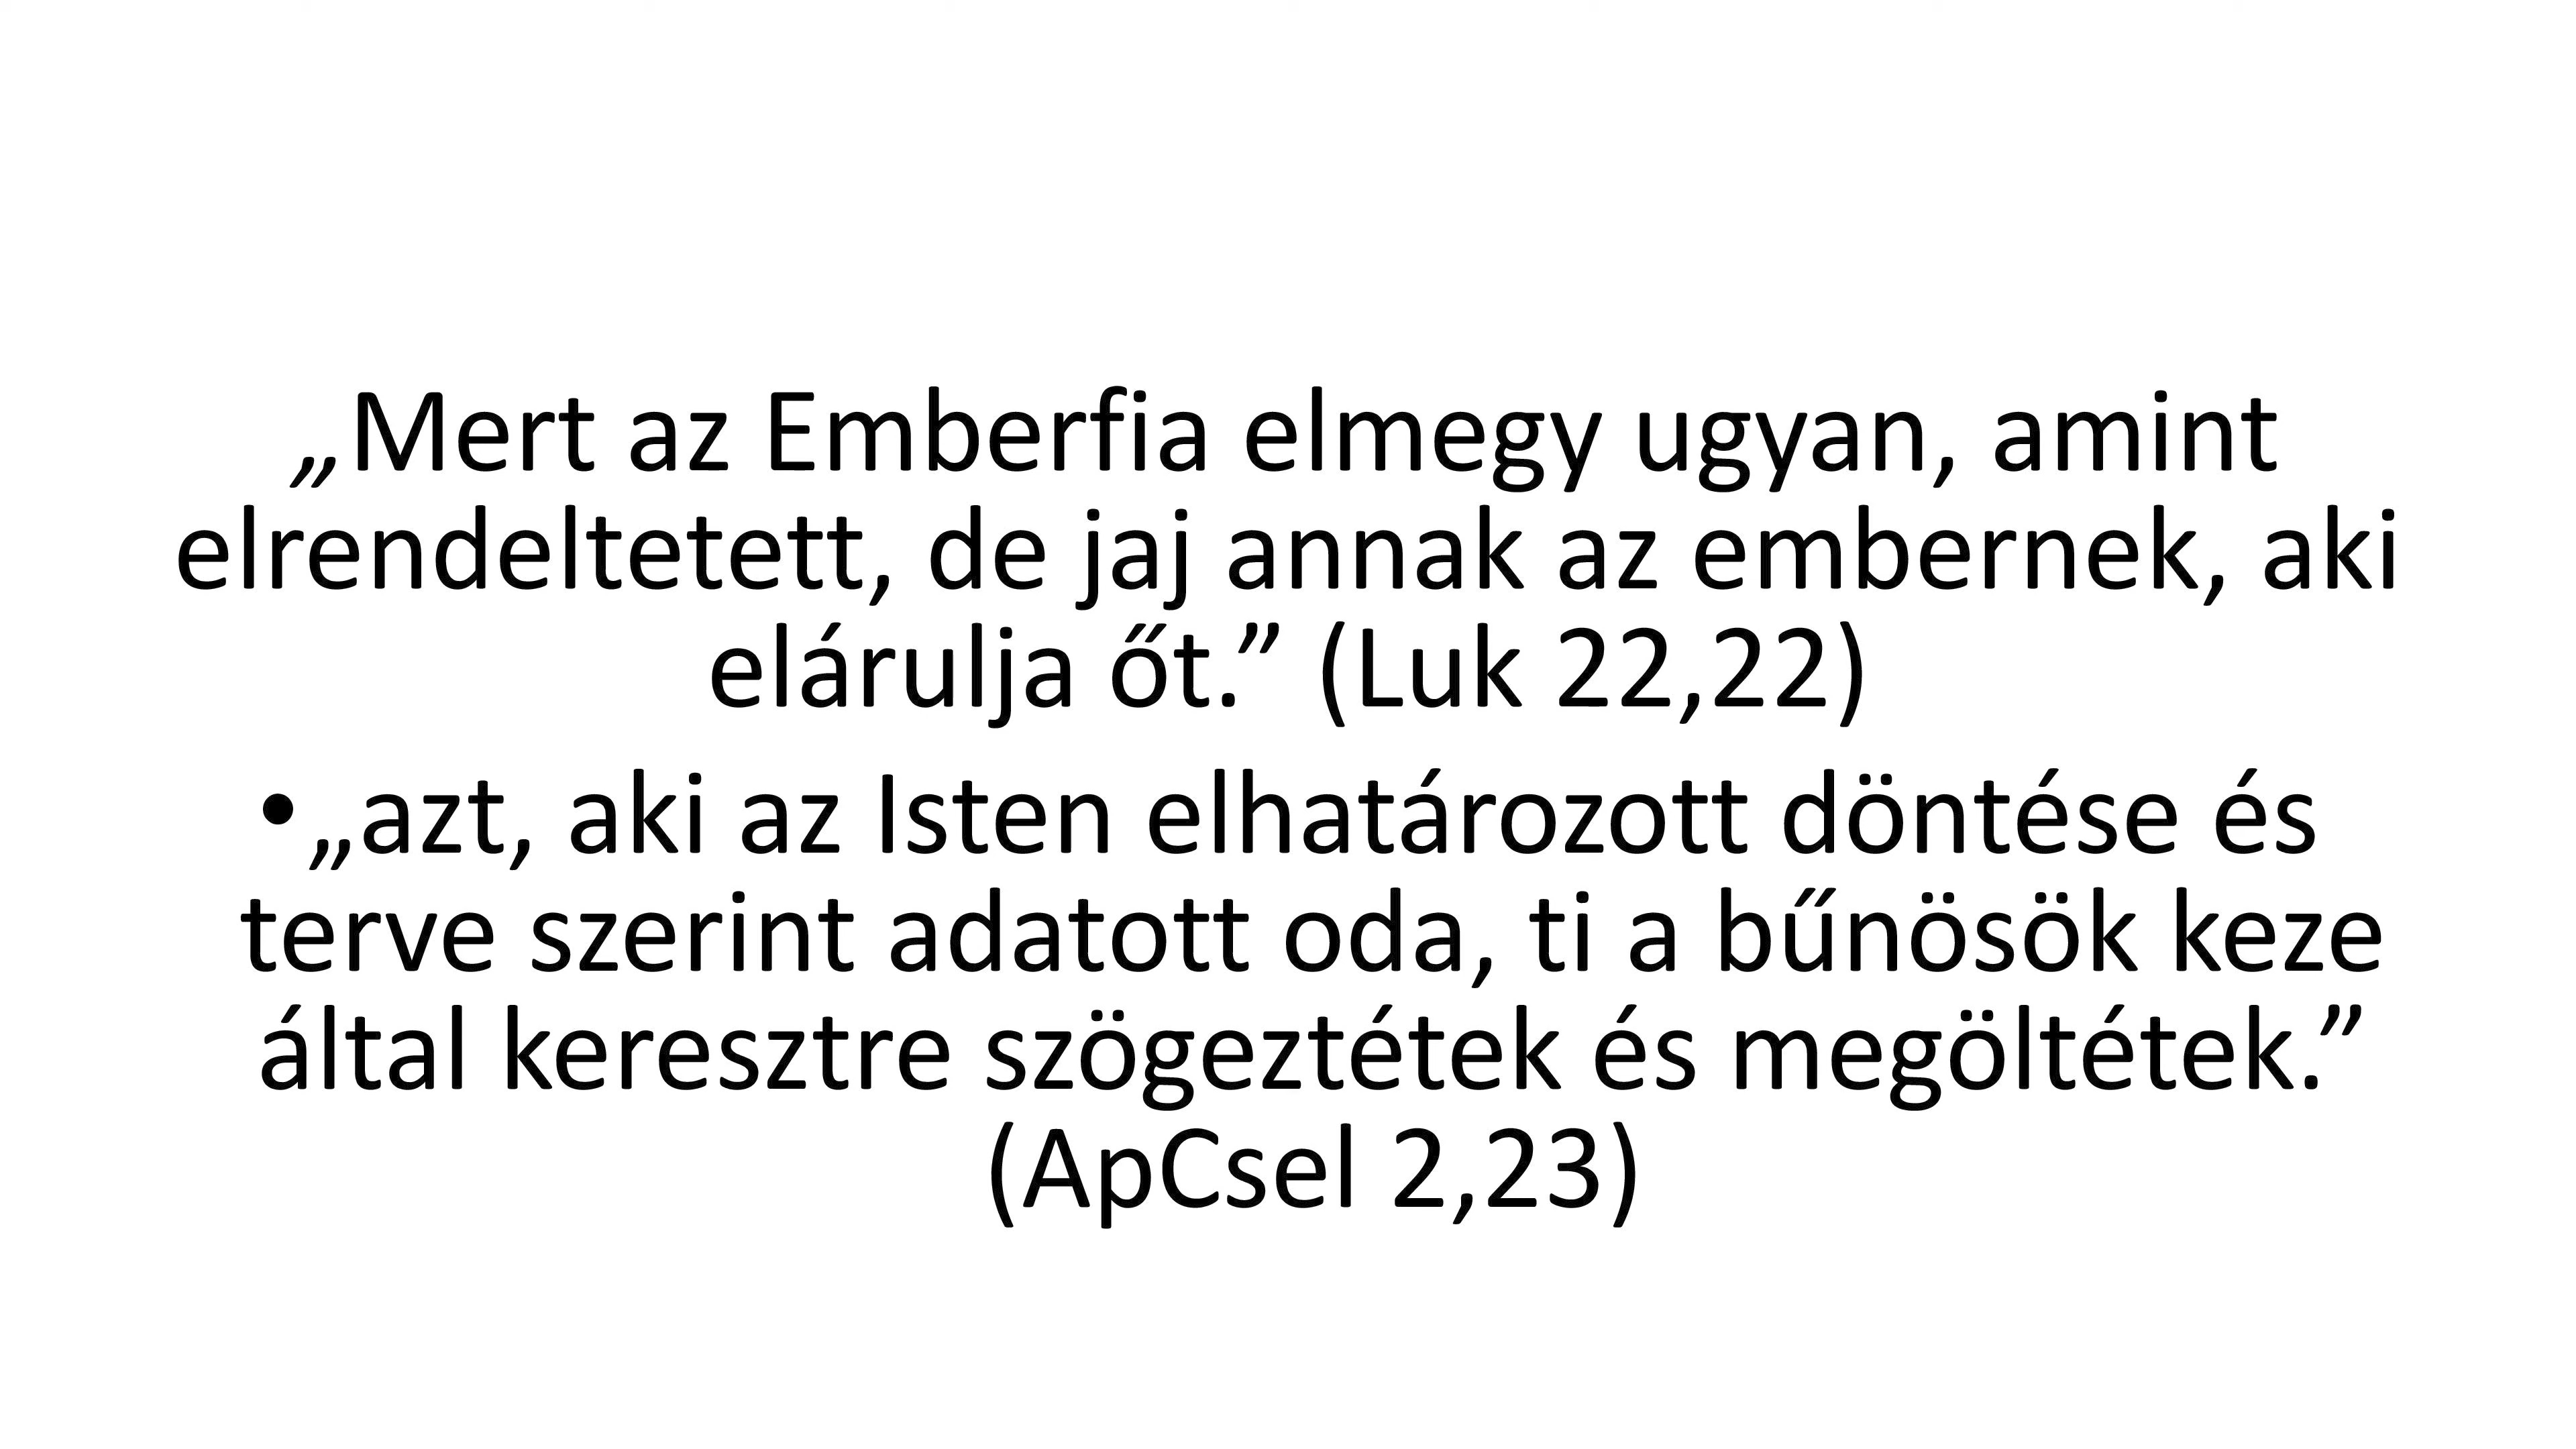 „Mert az Emberfia elmegy ugyan, amint
elrendeltetett, de jaj annak az embernek, aki
elárulja őt.” (Luk 22,22)
•„azt, aki az Isten elhatározott döntése és
terve szerint adatott oda, ti a bűnösök keze
által keresztre szögeztétek és megöltétek.”
(ApCsel 2,23)